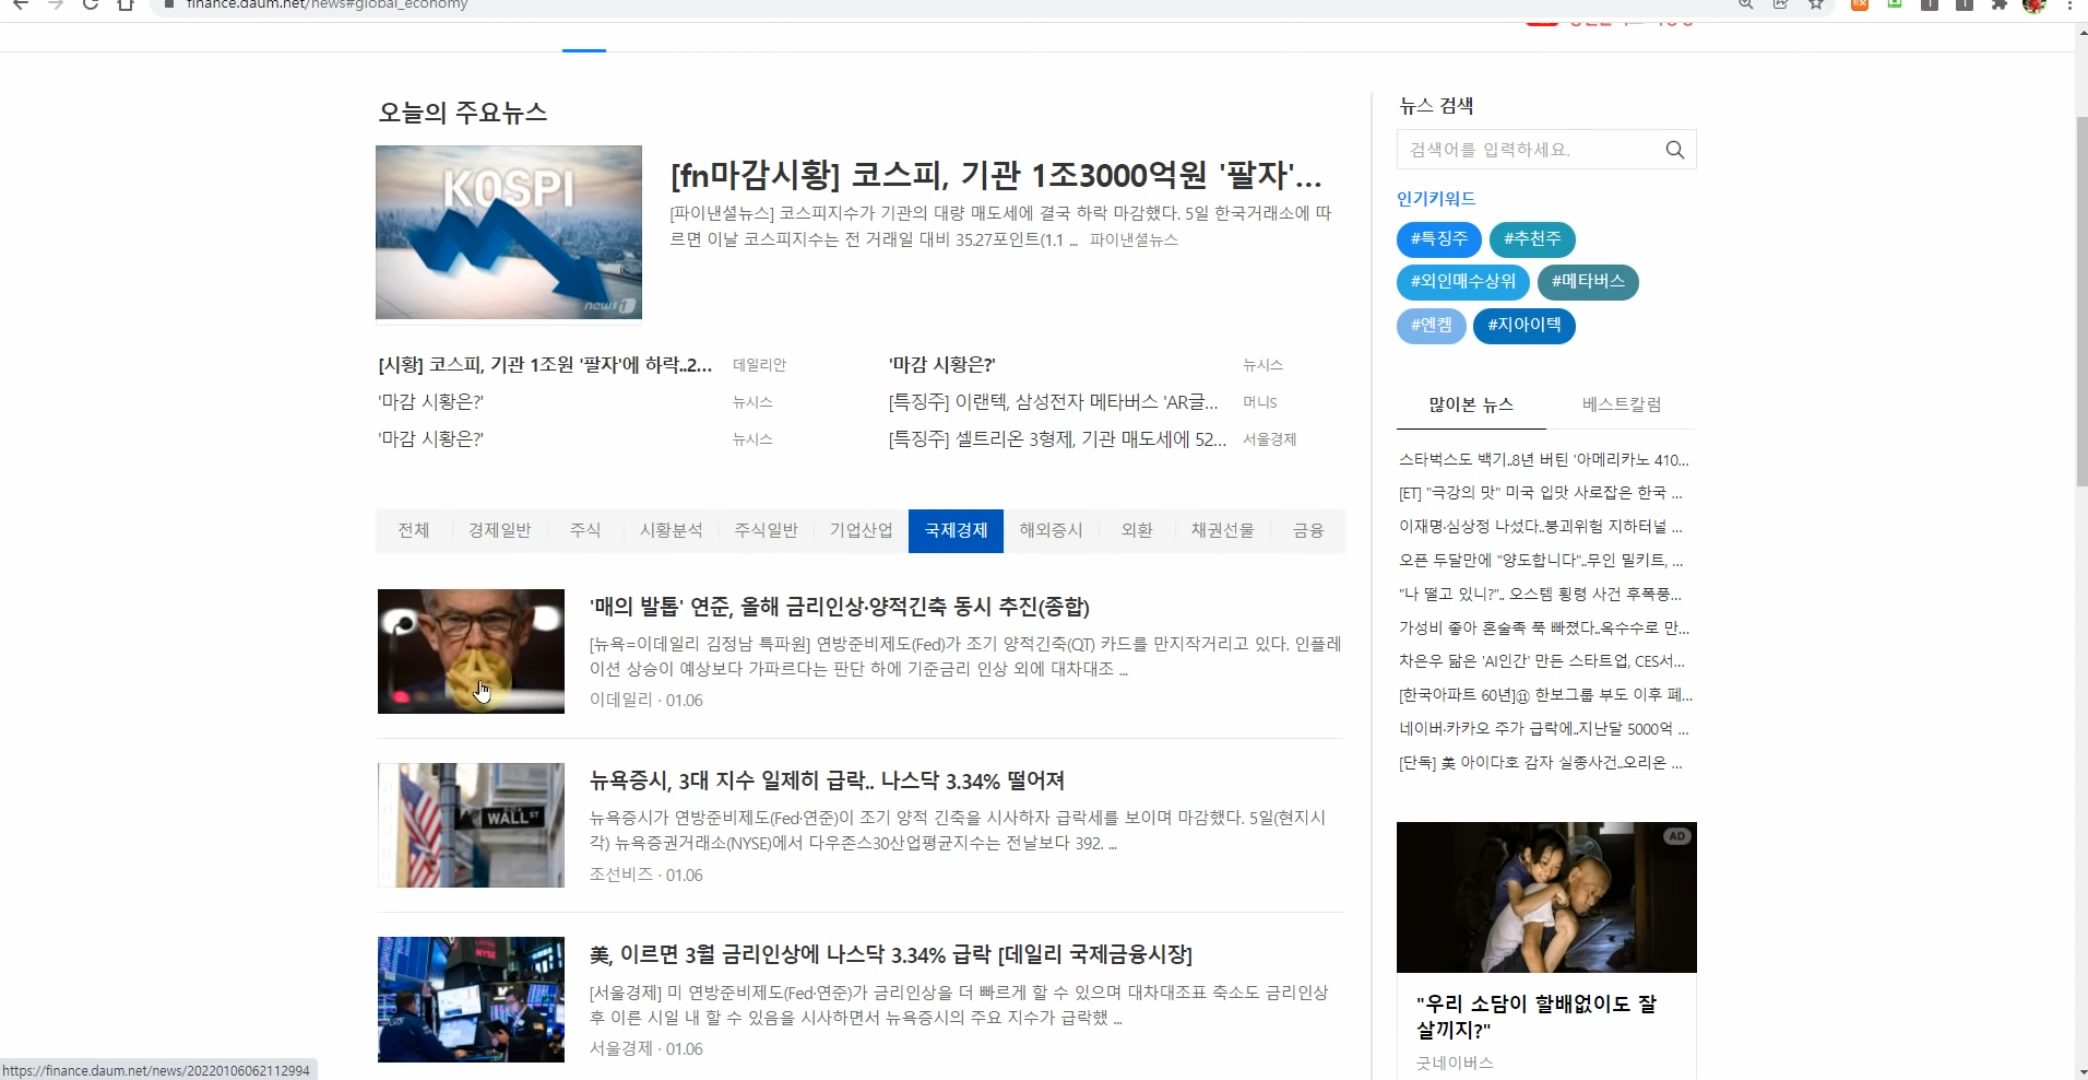 finance.daum.net/news#global_economy
오늘의 주요뉴스
KOSPI
news1
[fn마감시황] 코스피, 기관 1조3000억원 '팔자'...
[파이낸셜뉴스] 코스피지수가 기관의 대량 매도세에 결국 하락 마감했다. 5일 한국거래소에 따
르면 이날 코스피지수는 전 거래일 대비 35.27포인트(1.1 ... 파이낸셜뉴스
[시황] 코스피, 기관 1조원 '팔자'에 하락..2... 데일리안
'마감 시황은?' 뉴시스
'마감 시황은?' 뉴시스
'마감 시황은?' 뉴시스
[특징주] 이랜텍, 삼성전자 메타버스 'AR글... 머니S
[특징주] 셀트리온 3형제, 기관 매도세에 52... 서울경제
전체 경제일반 주식 시황분석 주식일반 기업산업 국제경제 해외증시 외환 채권선물 금융
'매의 발톱' 연준, 올해 금리인상·양적긴축 동시 추진(종합)
[뉴욕=이데일리 김정남 특파원] 연방준비제도(Fed)가 조기 양적긴축(QT) 카드를 만지작거리고 있다. 인플레
이션 상승이 예상보다 가파르다는 판단 하에 기준금리 인상 외에 대차대조 ...
이데일리 · 01.06
WALL ST
뉴욕증시, 3대 지수 일제히 급락.. 나스닥 3.34% 떨어져
뉴욕증시가 연방준비제도(Fed·연준)이 조기 양적 긴축을 시사하자 급락세를 보이며 마감했다. 5일(현지시
각) 뉴욕증권거래소(NYSE)에서 다우존스30산업평균지수는 전날보다 392. ...
조선비즈 · 01.06
美, 이르면 3월 금리인상에 나스닥 3.34% 급락 [데일리 국제금융시장]
[서울경제] 미 연방준비제도(Fed·연준)가 금리인상을 더 빠르게 할 수 있으며 대차대조표 축소도 금리인상
후 이른 시일 내 할 수 있음을 시사하면서 뉴욕증시의 주요 지수가 급락했 ...
서울경제 · 01.06
뉴스 검색
검색어를 입력하세요.
인기키워드
#특징주 #추천주
#외인매수상위 #메타버스
#엔켐 #지아이텍
많이본 뉴스 베스트칼럼
스타벅스도 백기..8년 버틴 '아메리카노 410...
[ET] "극강의 맛" 미국 입맛 사로잡은 한국 ...
이재명·심상정 나섰다..붕괴위험 지하터널 ...
오픈 두달만에 "양도합니다"..무인 밀키트, ...
"나 떨고 있니?".. 오스템 횡령 사건 후폭풍...
가성비 좋아 혼술족 푹 빠졌다..옥수수로 만...
차은우 닮은 'AI인간' 만든 스타트업, CES서...
[한국아파트 60년]⑪ 한보그룹 부도 이후 폐...
네이버·카카오 주가 급락에..지난달 5000억 ...
[단독] 美 아이다호 감자 실종사건..오리온 ...
AD
"우리 소담이 할배없이도 잘
살끼지?"
굿네이버스
https://finance.daum.net/news/20220106062112994